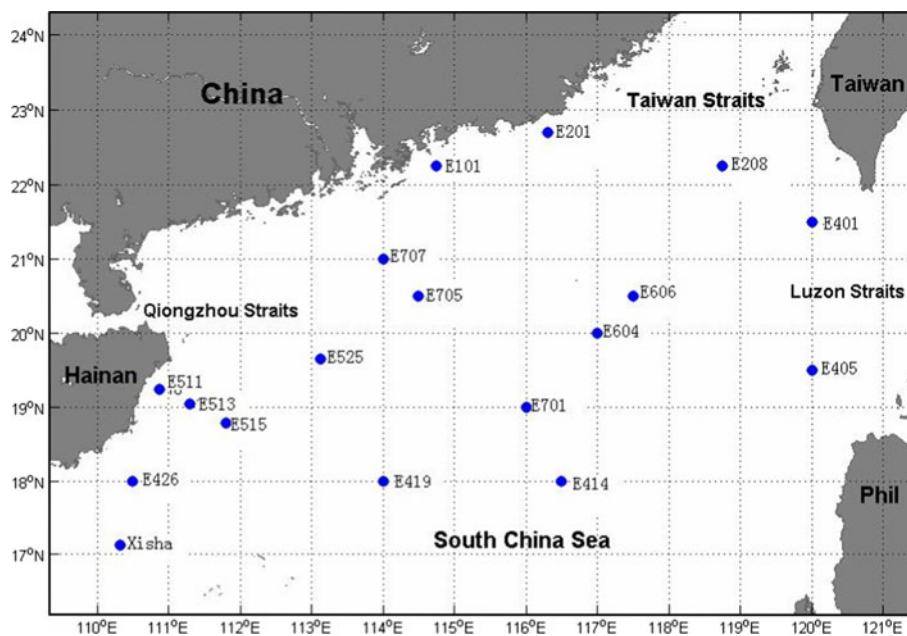 24°N
China
Taiwan
Taiwan Straits
23°N
E201
E101
E208
22°N
E401
21°N
E707
E705
E606
Luzon Straits
Qiongzhou Straits
20°N
E604
E525
Hainan
E511
E405
E513
19°N
E701
E515
18°N
E426
E419
E414
Phil
Xisha
17°N
South China Sea
110°E
111°E
112°E
113°E
114°E
115°E
116°E
117°E
118°E
119°E
120°E
121°E